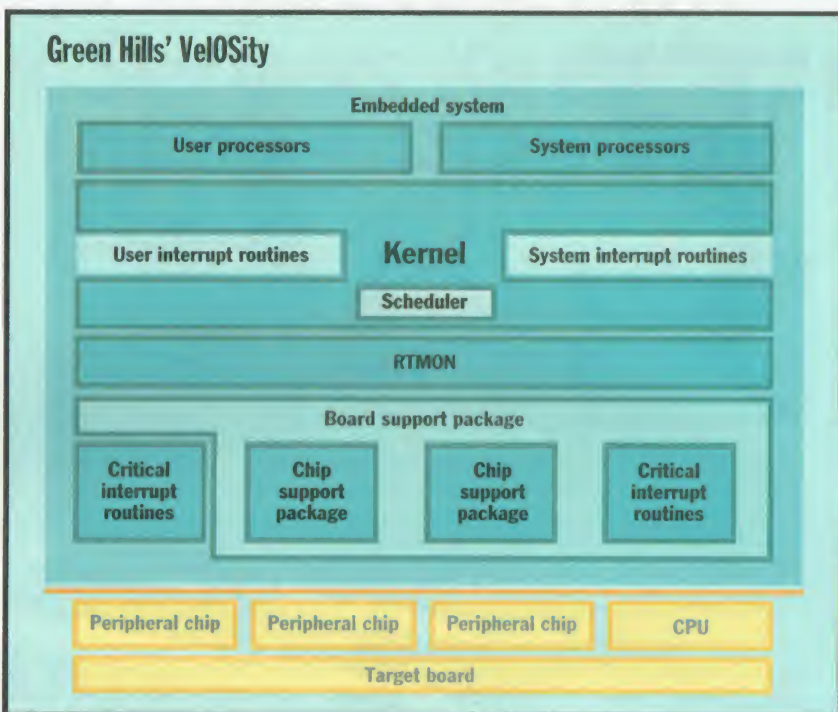 Green Hills' VelOSity
Embedded system
User processors
System processors
User interrupt routines
Kernel
System interrupt routines
Scheduler
RTMON
Board support package
Critical
interrupt
routines
Chip
support
package
Chip
support
package
Critical
interrupt
routines
Peripheral chip
Peripheral chip
Peripheral chip
CPU
Target board